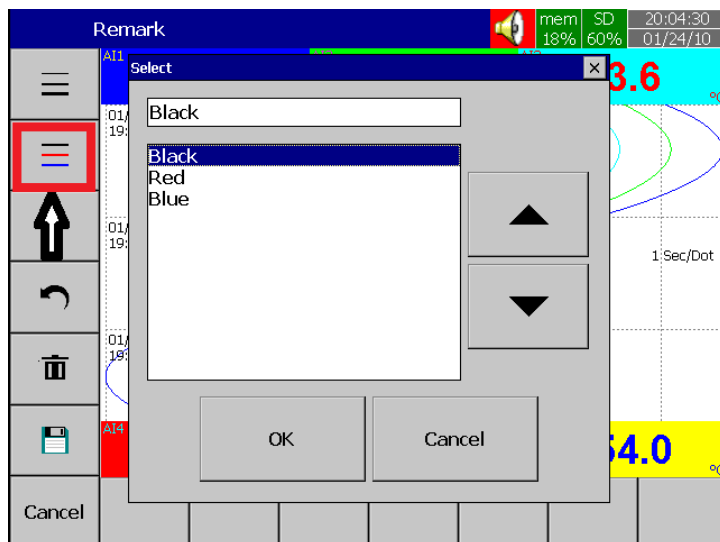 Remark
mem
18%
SD
60%
20:04:30
01/24/10
AI1
Select
3.6
01/
19:
Black
Black
Red
Blue
01/
19:
1 Sec/Dot
01/
19:
AI4
OK
Cancel
54.0
Cancel